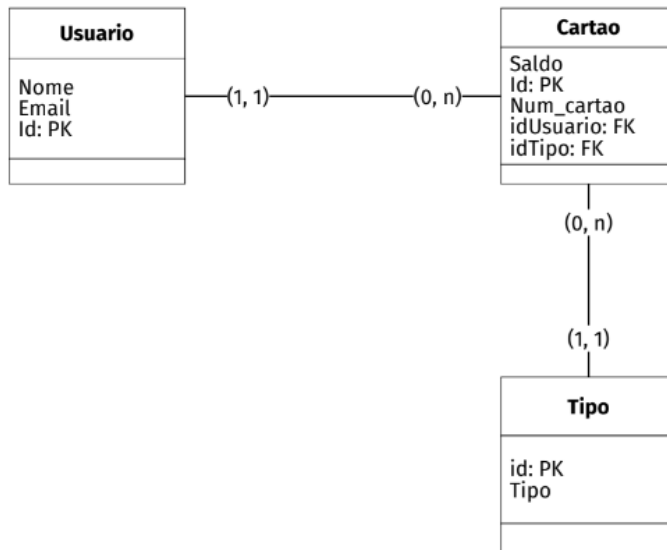 Usuario
Nome
Email
Id: PK
(1, 1)
(0, n)
Cartao
Saldo
Id: PK
Num_cartao
idUsuario: FK
idTipo: FK
(0, n)
(1, 1)
Tipo
id: PK
Tipo